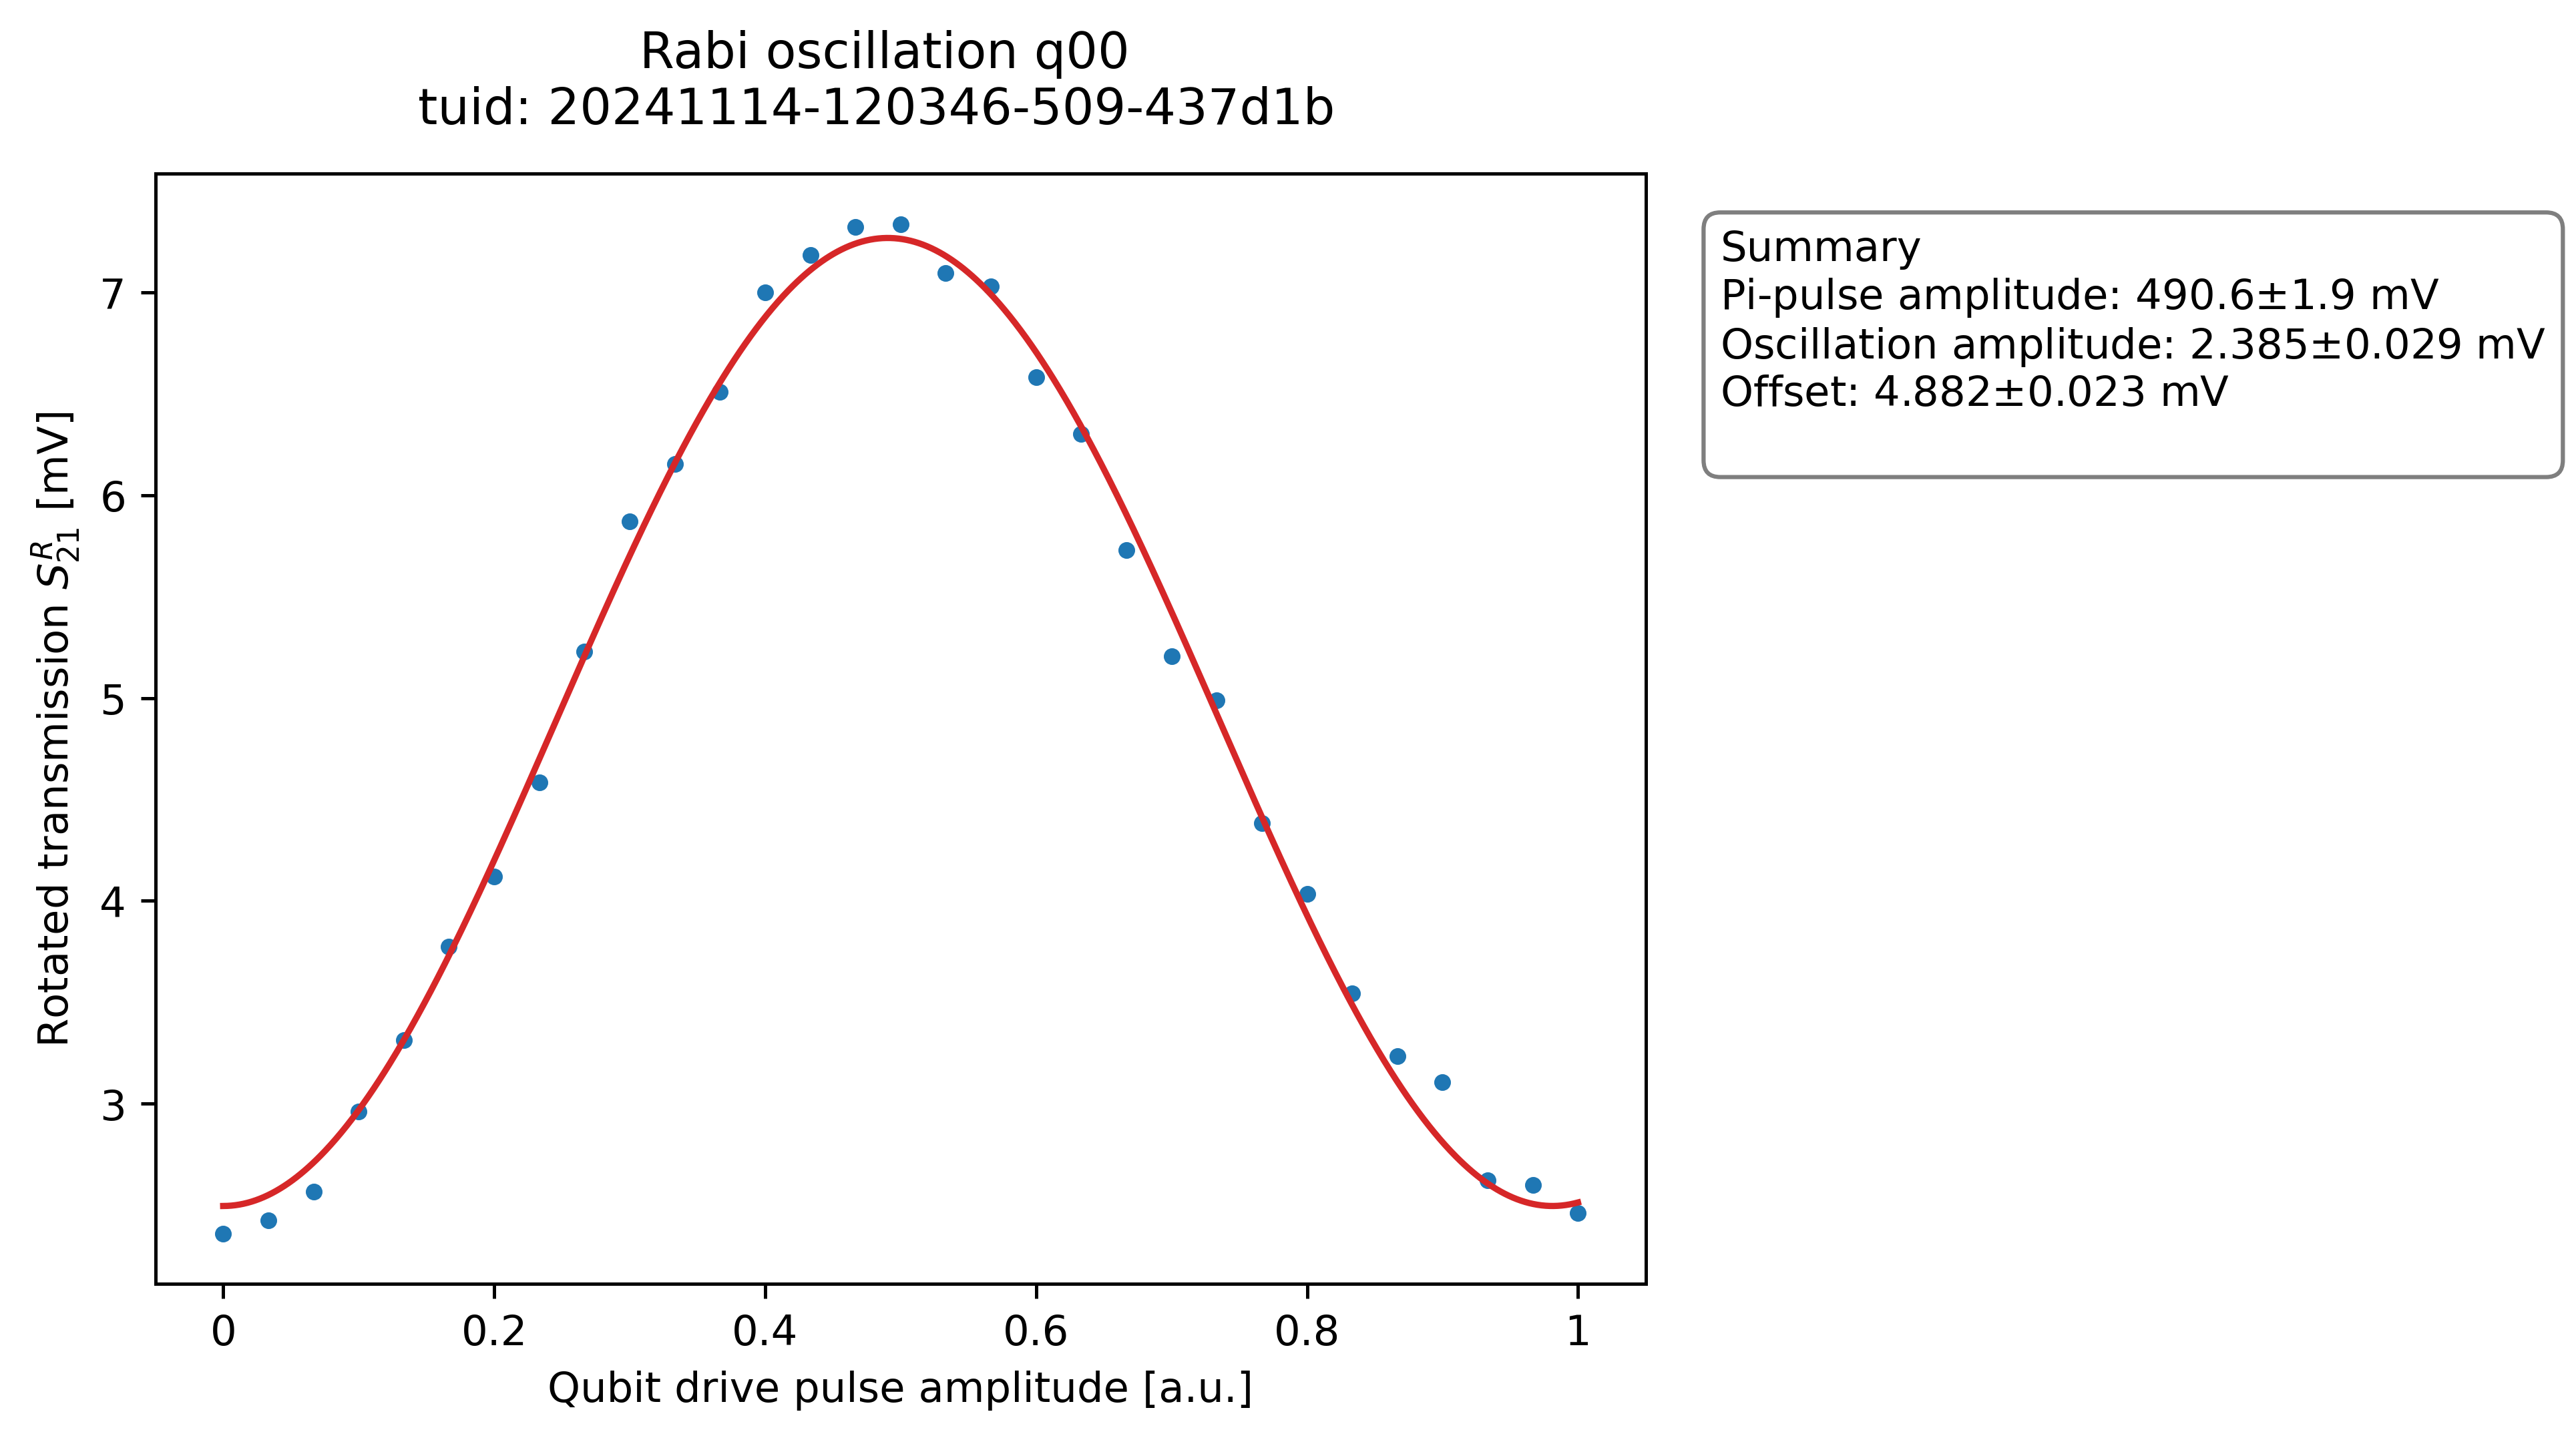 Rabi oscillation q00
tuid: 20241114-120346-509-437d1b
Summary
Pi-pulse amplitude: 490.6±1.9 mV
Oscillation amplitude: 2.385±0.029 mV
Offset: 4.882±0.023 mV
Rotated transmission $S_{21}^{R}$ [mV]
7
6
5
4
3
0 0.2 0.4 0.6 0.8 1
Qubit drive pulse amplitude [a.u.]